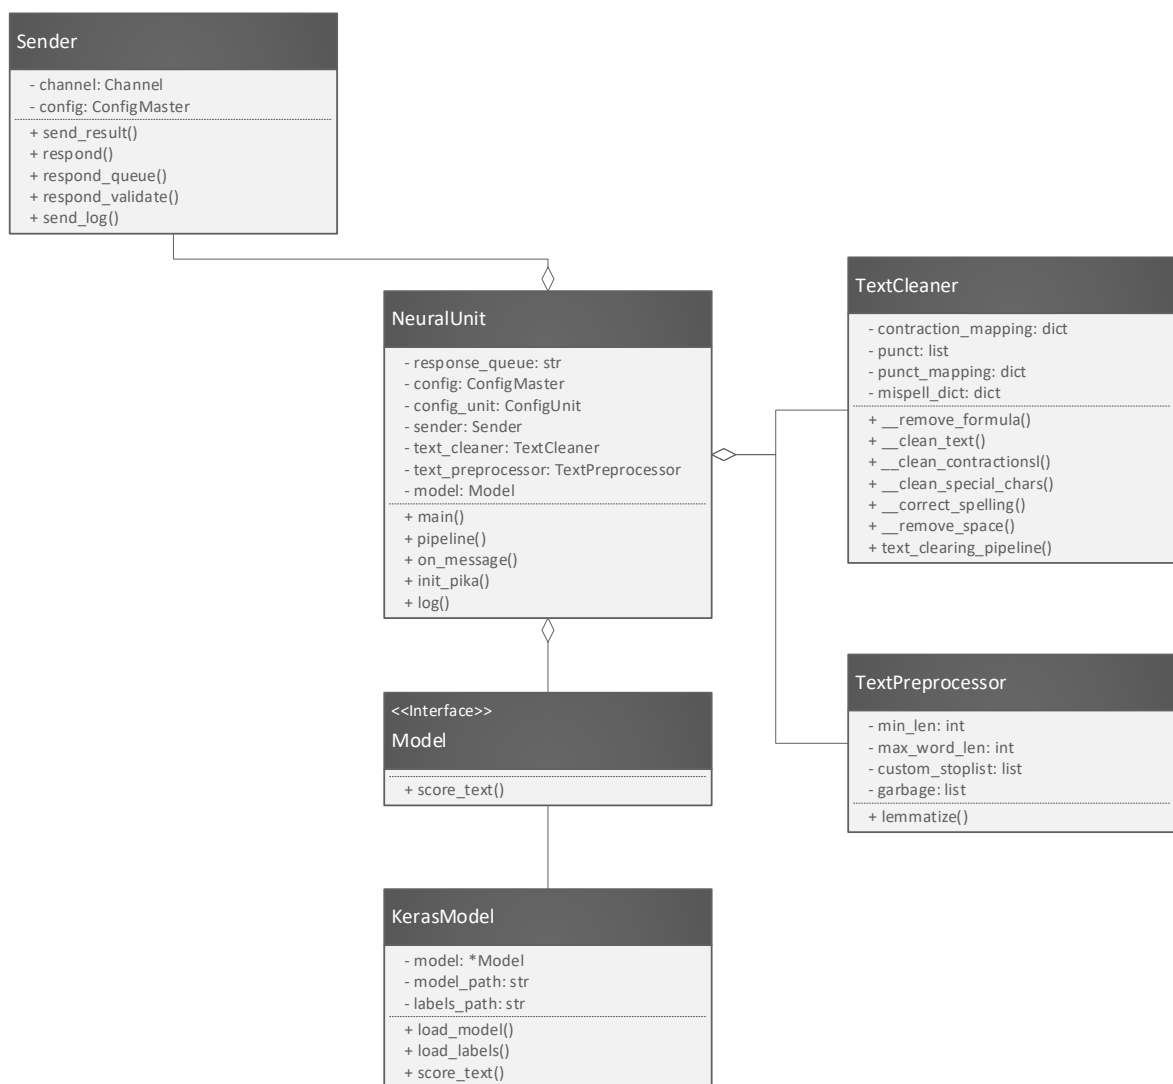 Sender
- channel: Channel
- config: ConfigMaster
+ send_result()
+ respond()
+ respond_queue()
+ respond_validate()
+ send_log()
NeuralUnit
- response_queue: str
- config: ConfigMaster
- config_unit: ConfigUnit
- sender: Sender
- text_cleaner: TextCleaner
- text_preprocessor: TextPreprocessor
- model: Model
+ main()
+ pipeline()
+ on_message()
+ init_pika()
+ log()
TextCleaner
- contraction_mapping: dict
- punct: list
- punct_mapping: dict
- mispell_dict: dict
+ __remove_formula()
+ __clean_text()
+ __clean_contractionsl()
+ __clean_special_chars()
+ __correct_spelling()
+ __remove_space()
+ text_clearing_pipeline()
TextPreprocessor
- min_len: int
- max_word_len: int
- custom_stoplist: list
- garbage: list
+ lemmatize()
<<Interface>>
Model
+ score_text()
KerasModel
- model: *Model
- model_path: str
- labels_path: str
+ load_model()
+ load_labels()
+ score_text()